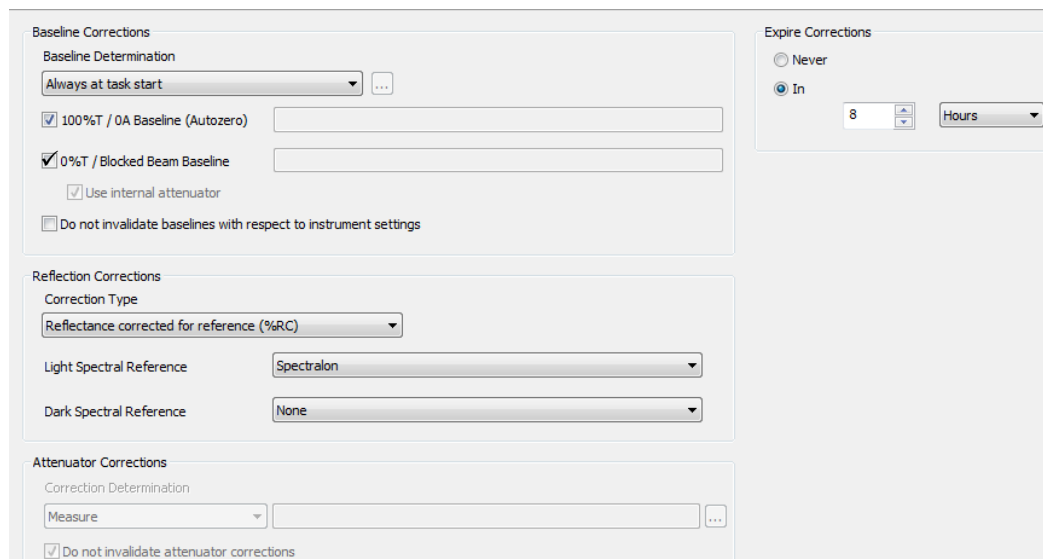 Baseline Corrections
Baseline Determination
Always at task start
...
100%T / 0A Baseline (Autozero)
0%T / Blocked Beam Baseline
Use internal attenuator
Do not invalidate baselines with respect to instrument settings
Expire Corrections
Never
In
8 Hours
Reflection Corrections
Correction Type
Reflectance corrected for reference (%RC)
Light Spectral Reference Spectralon
Dark Spectral Reference None
Attenuator Corrections
Correction Determination
Measure ...
Do not invalidate attenuator corrections